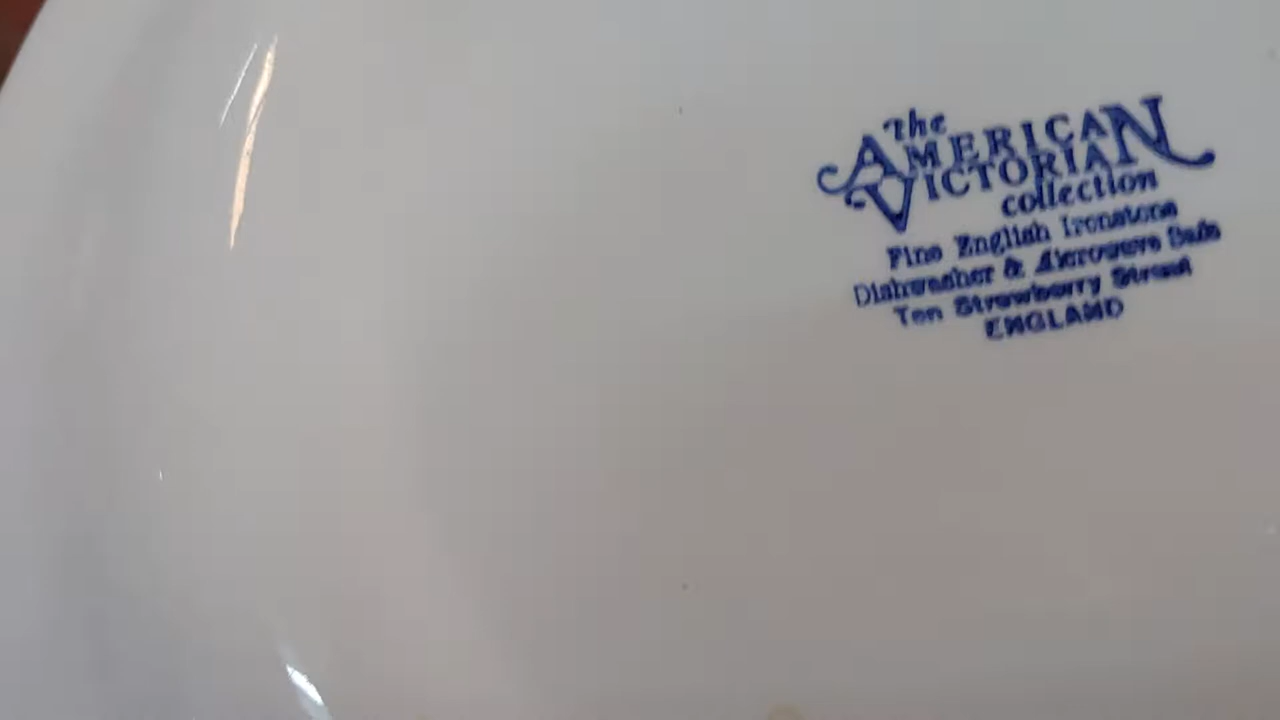 The
AMERICAN
VICTORIAN
collection
Fine English Ironstone
Dishwasher & Microwave Safe
Ten Strawberry Street
ENGLAND